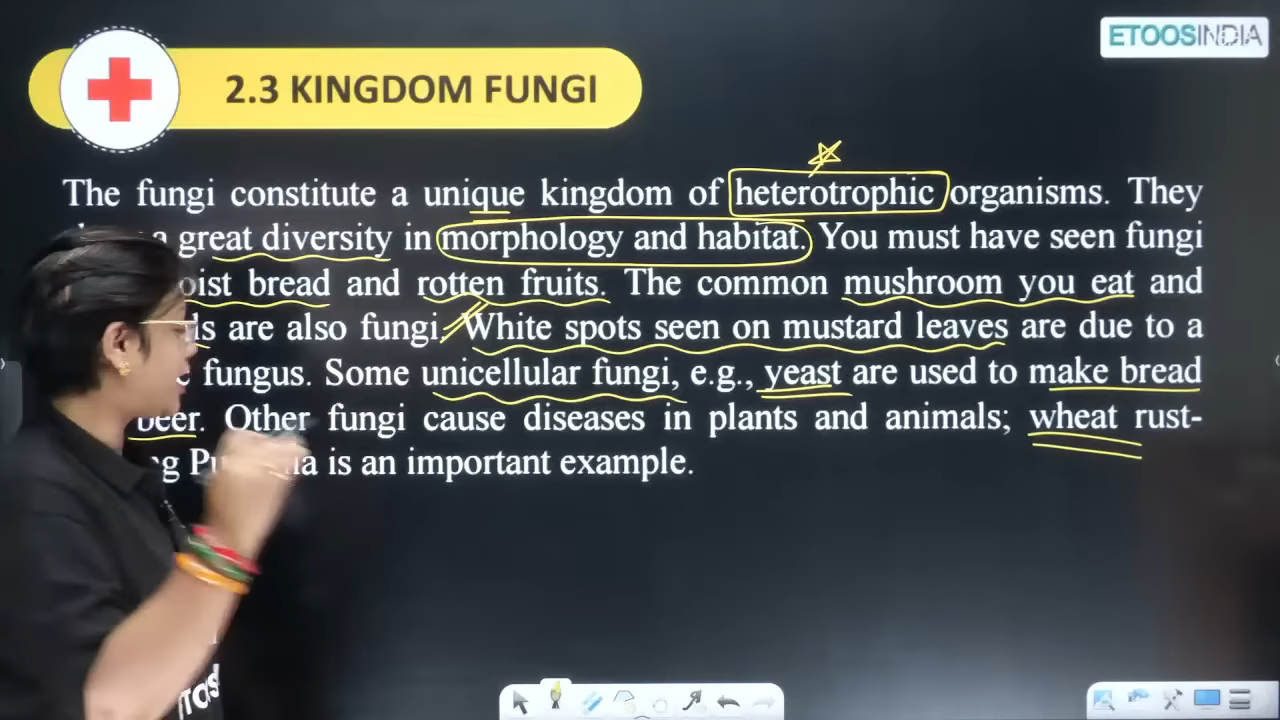 ETOOSINDIA
2.3 KINGDOM FUNGI
The fungi constitute a unique kingdom of heterotrophic organisms. They
a great diversity in morphology and habitat. You must have seen fungi
bread and rotten fruits. The common mushroom you eat and
are also fungi. White spots seen on mustard leaves are due to a
fungus. Some unicellular fungi, e.g., yeast are used to make bread
beer. Other fungi cause diseases in plants and animals; wheat rust-
is an important example.